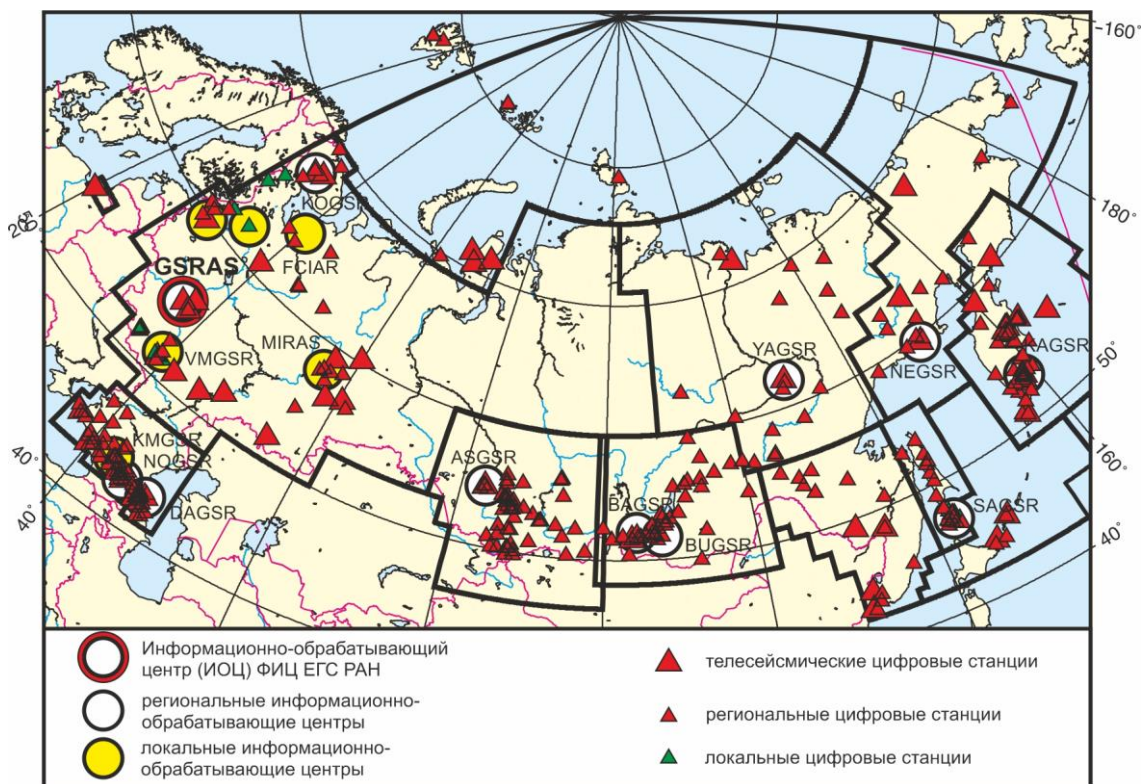 -160˚
180˚
20˚
KOGSR
FCIAR
GSRAS
VMGSR
MIRAS
YAGSR
NEGSR
KAGSR
50˚
160˚
40˚
40˚
KMGSR
NOGSR
DAGSR
ASGSR
BAGSR
BUGSR
SAGSR
40˚
Информационно-обрабатывающий
центр (ИОЦ) ФИЦ ЕГС РАН
региональные информационно-
обрабатывающие центры
локальные информационно-
обрабатывающие центры
телесейсмические цифровые станции
региональные цифровые станции
локальные цифровые станции